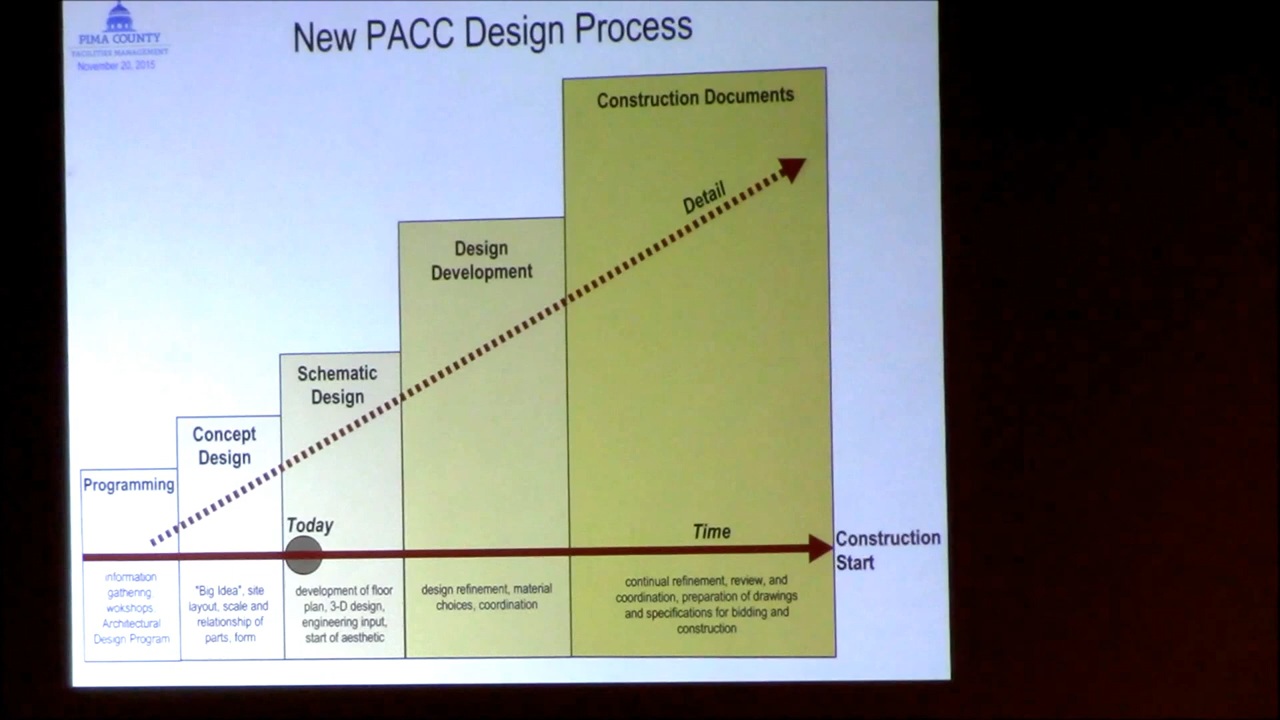 PIMA COUNTY
FACILITIES MANAGEMENT
November 20, 2015
New PACC Design Process
Construction Documents
Detail
Design
Development
Schematic
Design
Concept
Design
Programming
Today
Time
Construction
Start
information
gathering,
wokshops,
Architectural
Design Program
"Big Idea", site
layout, scale and
relationship of
parts, form
development of floor
plan, 3-D design,
engineering input,
start of aesthetic
design refinement, material
choices, coordination
continual refinement, review, and
coordination, preparation of drawings
and specifications for bidding and
construction